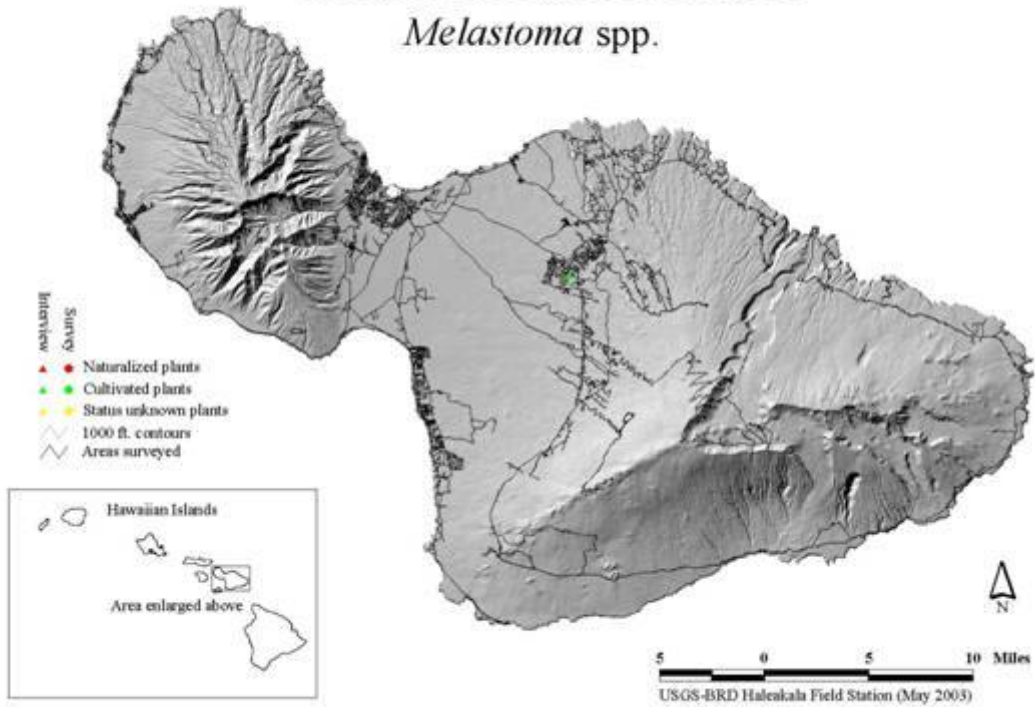 Melastoma spp.
Interview
Survey
Naturalized plants
Cultivated plants
Status unknown plants
1000 ft. contours
Areas surveyed
Hawaiian Islands
Area enlarged above
N
5 0 5 10 Miles
USGS-BRD Haleakala Field Station (May 2003)